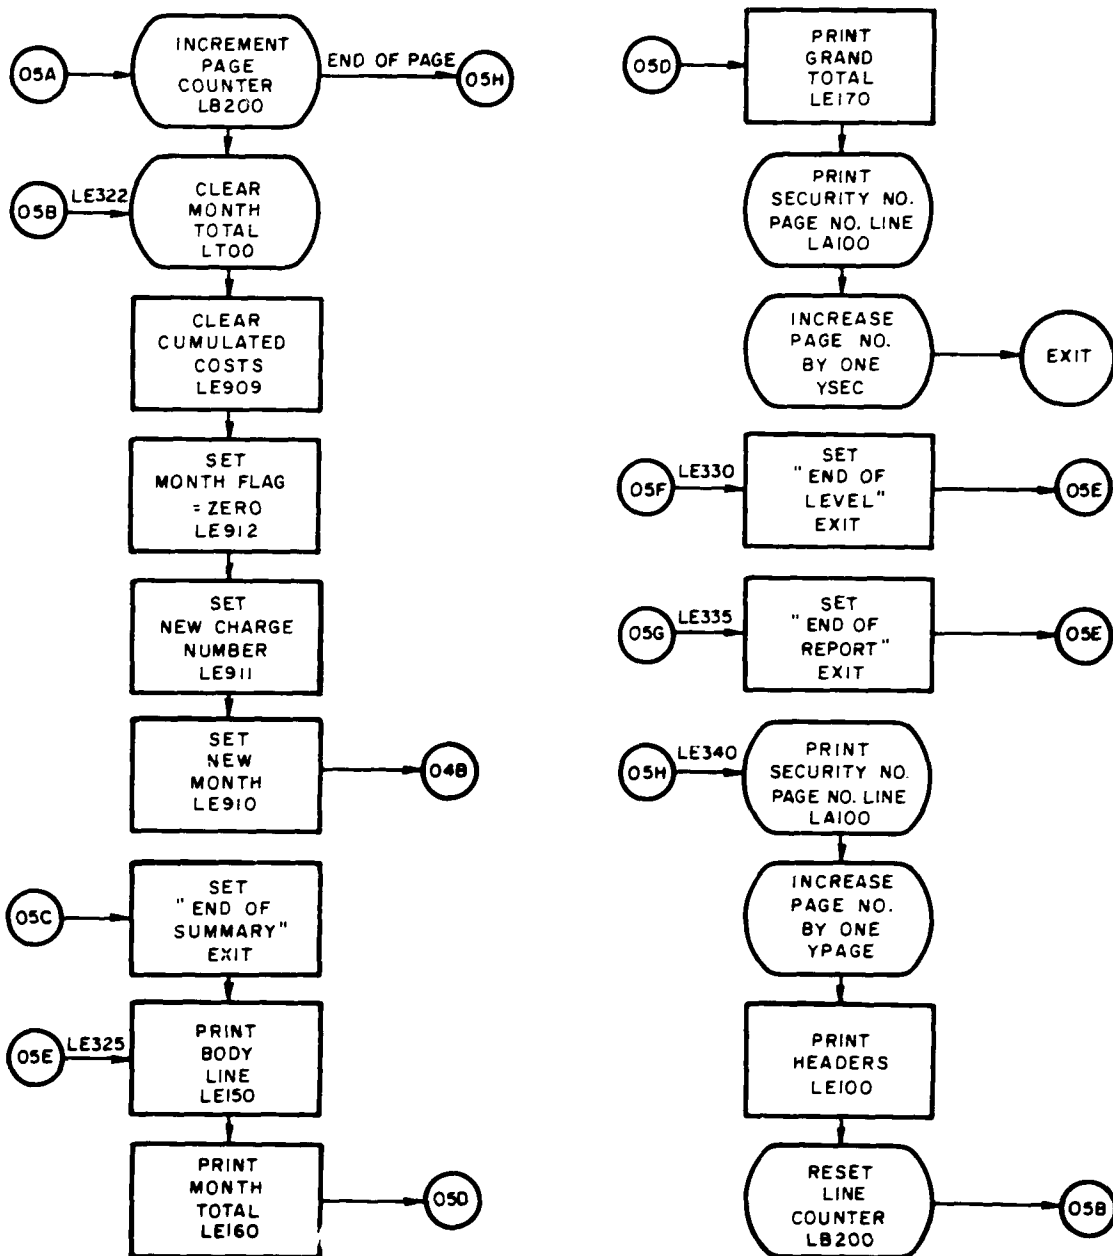 05A
INCREMENT
PAGE
COUNTER
LB200
END OF PAGE
05H
05B
LE322
CLEAR
MONTH
TOTAL
LT00
CLEAR
CUMULATED
COSTS
LE909
SET
MONTH FLAG
= ZERO
LE912
SET
NEW CHARGE
NUMBER
LE911
SET
NEW
MONTH
LE910
04B
05C
SET
"END OF
SUMMARY"
EXIT
05E
LE325
PRINT
BODY
LINE
LE150
PRINT
MONTH
TOTAL
LE160
05D
05D
PRINT
GRAND
TOTAL
LE170
PRINT
SECURITY NO.
PAGE NO. LINE
LA100
INCREASE
PAGE NO.
BY ONE
YSEC
EXIT
05F
LE330
SET
"END OF
LEVEL"
EXIT
05E
05G
LE335
SET
"END OF
REPORT"
EXIT
05E
05H
LE340
PRINT
SECURITY NO.
PAGE NO. LINE
LA100
INCREASE
PAGE NO.
BY ONE
YPAGE
PRINT
HEADERS
LE100
RESET
LINE
COUNTER
LB200
05B